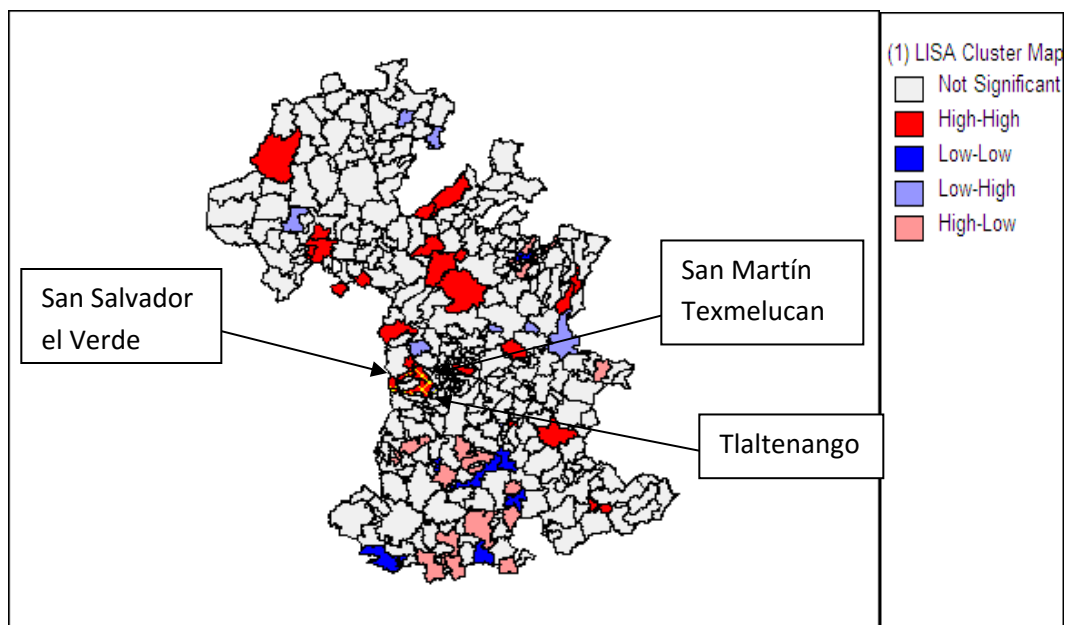 (1) LISA Cluster Map
Not Significant
High-High
Low-Low
Low-High
High-Low
San Salvador
el Verde
San Martín
Texmelucan
Tlaltenango